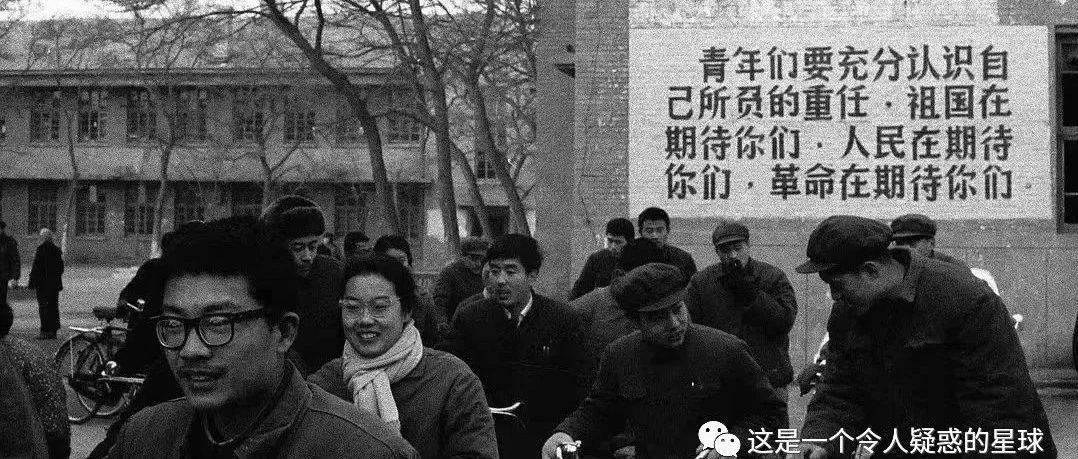 青年们要充分认识自
己所负的重任·祖国在
期待你们·人民在期待
你们，革命在期待你们．
这是一个令人疑惑的星球